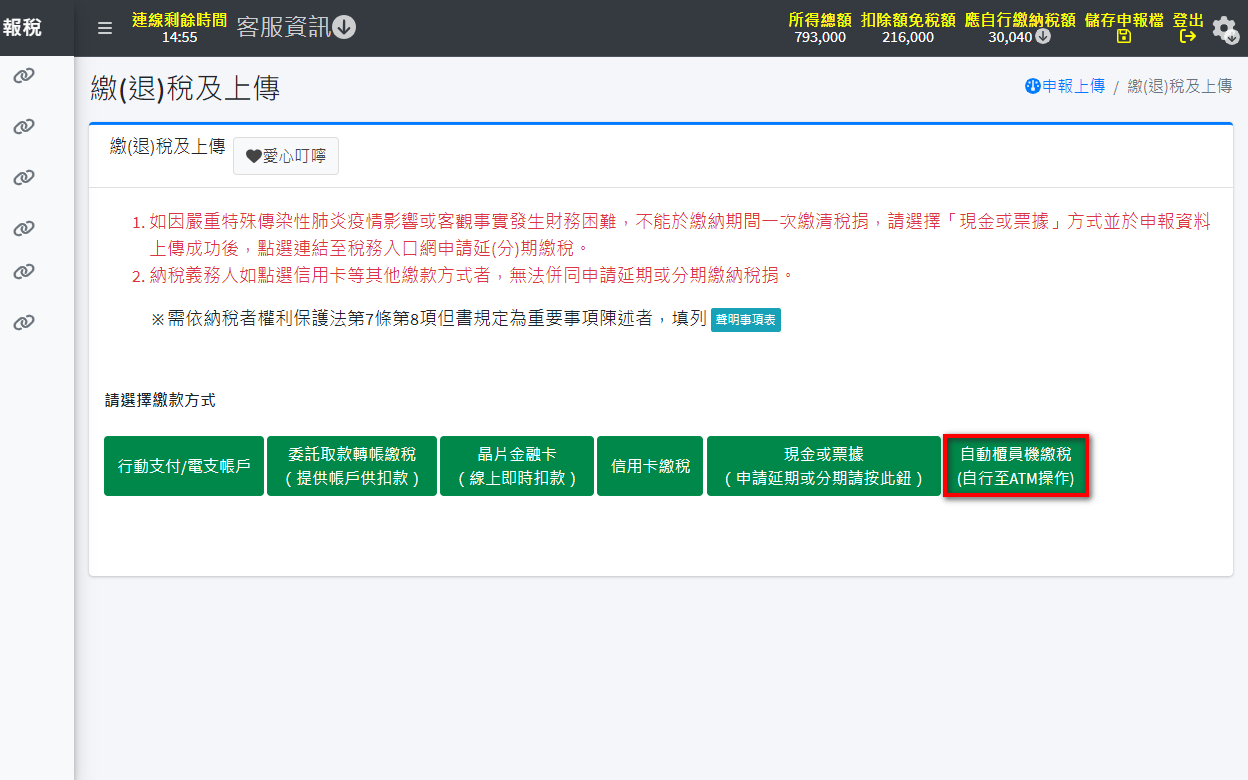 報稅
連線剩餘時間
14:55
客服資訊
所得總額
793,000
扣除額免稅額
216,000
應自行繳納稅額
30,040
儲存申報檔
登出
繳(退)稅及上傳
申報上傳 / 繳(退)稅及上傳
繳(退)稅及上傳
愛心叮嚀
1. 如因嚴重特殊傳染性肺炎疫情影響或客觀事實發生財務困難，不能於繳納期間一次繳清稅捐，請選擇「現金或票據」方式並於申報資料
上傳成功後，點選連結至稅務入口網申請延(分)期繳稅。
2. 納稅義務人如點選信用卡等其他繳款方式者，無法併同申請延期或分期繳納稅捐。
※需依納稅者權利保護法第7條第8項但書規定為重要事項陳述者，填列 聲明事項表
請選擇繳款方式
行動支付/電支帳戶
委託取款轉帳繳稅
（提供帳戶供扣款）
晶片金融卡
（線上即時扣款）
信用卡繳稅
現金或票據
（申請延期或分期請按此鈕）
自動櫃員機繳稅
(自行至ATM操作)